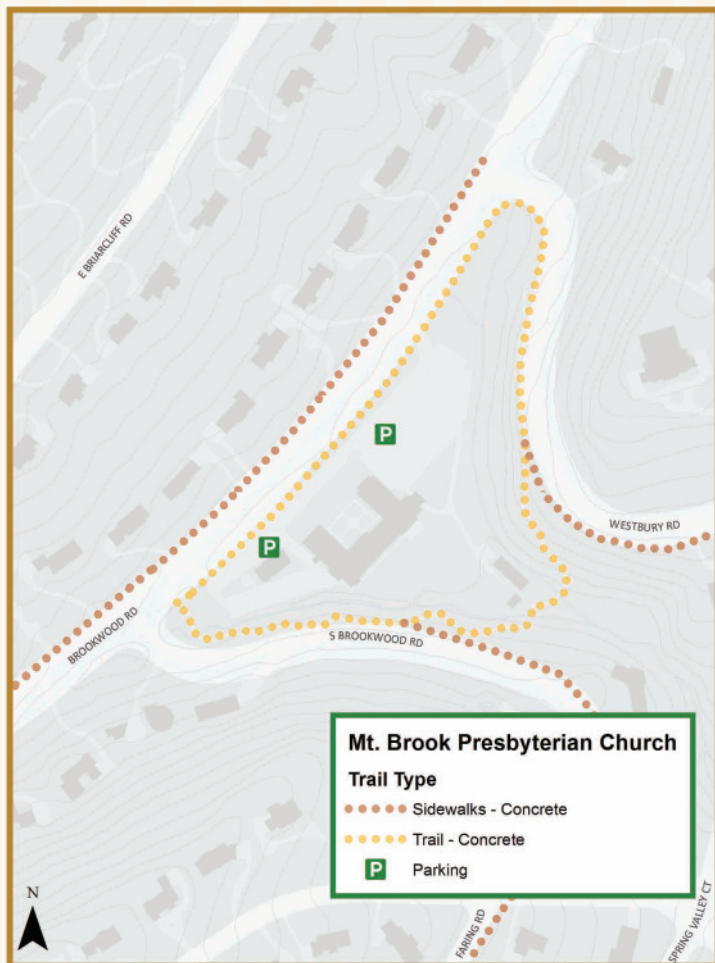 E BRIARCLIFF RD
P
WESTBURY RD
P
BROOKWOOD RD
S BROOKWOOD RD
Mt. Brook Presbyterian Church
Trail Type
Sidewalks - Concrete
Trail - Concrete
P Parking
N
FARING RD
SPRING VALLEY CT